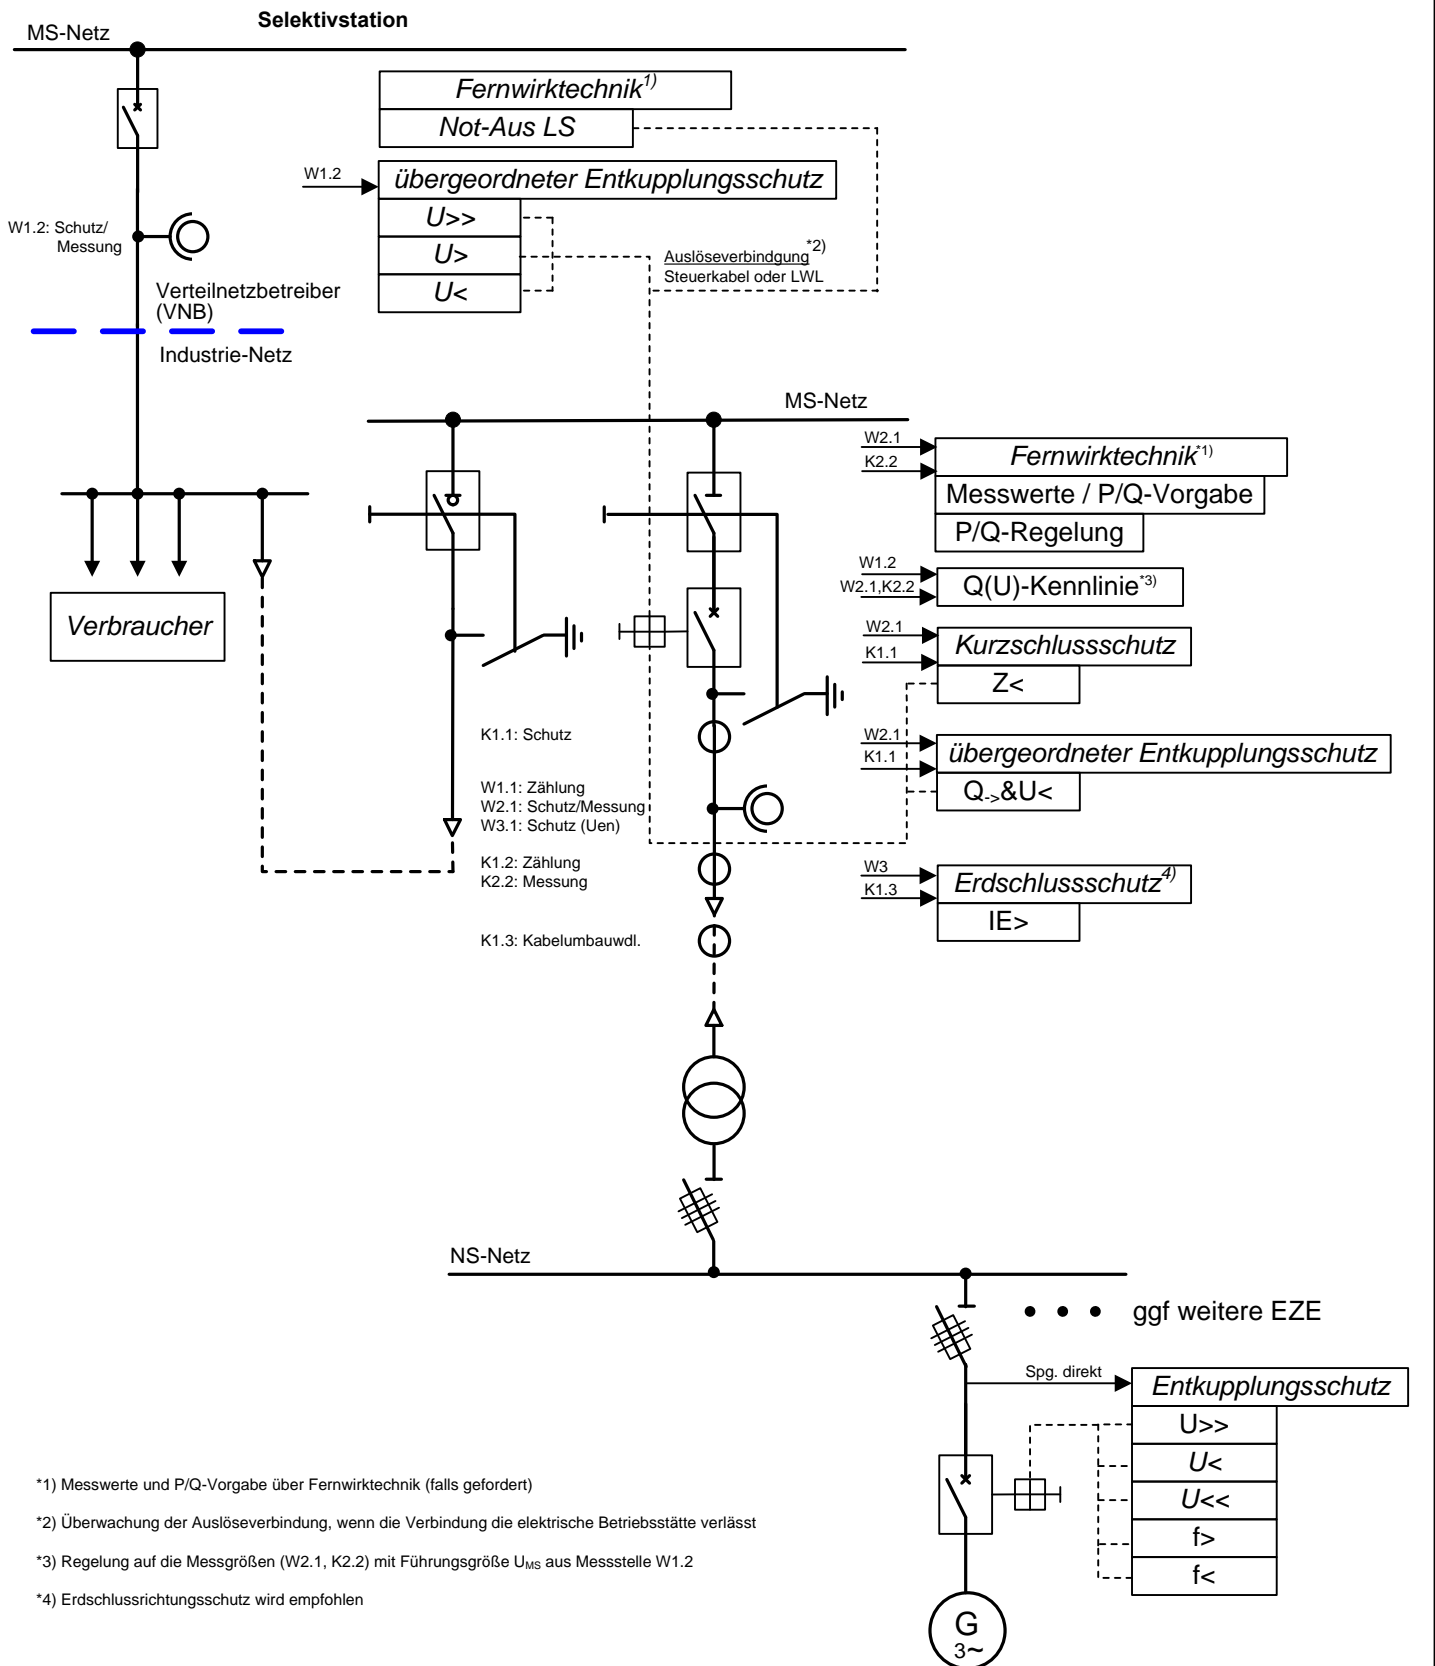 Selektivstation
MS-Netz
Fernwirktechnik1)
Not-Aus LS
W1.2
übergeordneter Entkupplungsschutz
U>>
U>
U<
W1.2: Schutz/
Messung
Auslöseverbindgung*2)
Steuerkabel oder LWL
Verteilnetzbetreiber
(VNB)
Industrie-Netz
MS-Netz
W2.1
K2.2
Fernwirktechnik*1)
Messwerte / P/Q-Vorgabe
P/Q-Regelung
W1.2
W2.1,K2.2
Q(U)-Kennlinie*3)
Verbraucher
W2.1
K1.1
Kurzschlussschutz
Z<
K1.1: Schutz
W2.1
K1.1
übergeordneter Entkupplungsschutz
Q->&U<
W1.1: Zählung
W2.1: Schutz/Messung
W3.1: Schutz (Uen)
K1.2: Zählung
K2.2: Messung
W3
K1.3
Erdschlussschutz4)
IE>
K1.3: Kabelumbauwdl.
NS-Netz
ggf weitere EZE
Spg. direkt
Entkupplungsschutz
U>>
U<
U<<
f>
f<
G
3~
*1) Messwerte und P/Q-Vorgabe über Fernwirktechnik (falls gefordert)
*2) Überwachung der Auslöseverbindung, wenn die Verbindung die elektrische Betriebsstätte verlässt
*3) Regelung auf die Messgrößen (W2.1, K2.2) mit Führungsgröße UMS aus Messstelle W1.2
*4) Erdschlussrichtungsschutz wird empfohlen